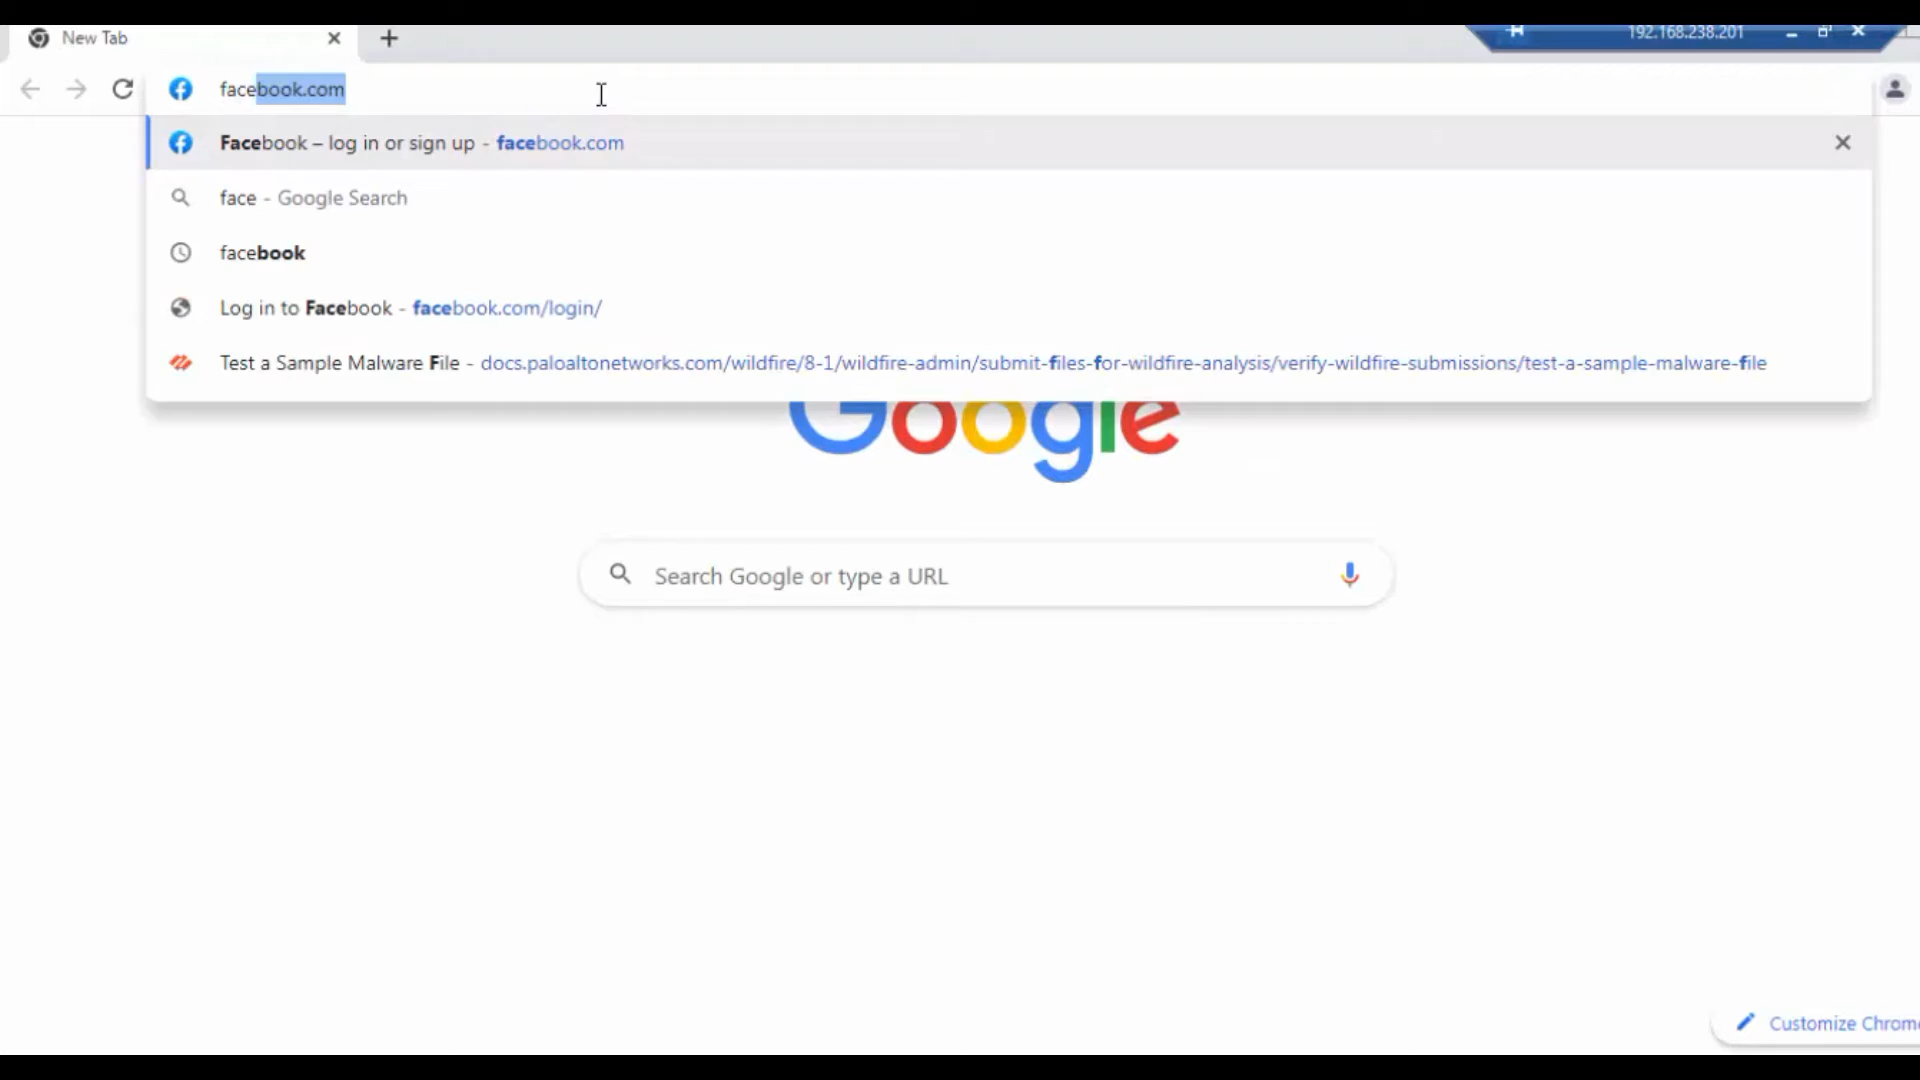 New Tab
192.168.238.201
facebook.com
Facebook – log in or sign up - facebook.com
face - Google Search
facebook
Log in to Facebook - facebook.com/login/
Test a Sample Malware File - docs.paloaltonetworks.com/wildfire/8-1/wildfire-admin/submit-files-for-wildfire-analysis/verify-wildfire-submissions/test-a-sample-malware-file
Google
Search Google or type a URL
Customize Chrome